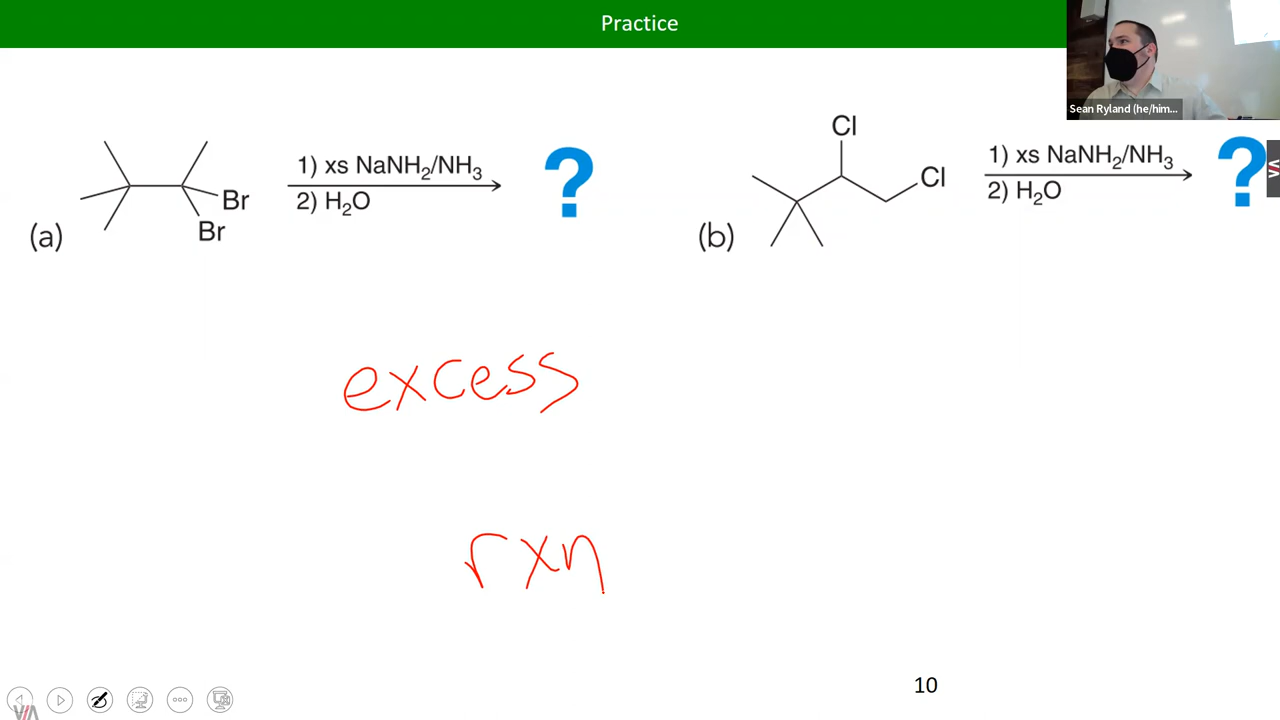 Practice
Sean Ryland (he/him...
Cl
Cl
Br
Br
1) xs NaNH₂/NH₃
2) H₂O
?
(a)
1) xs NaNH₂/NH₃
2) H₂O
?
(b)
excess
rxn
10